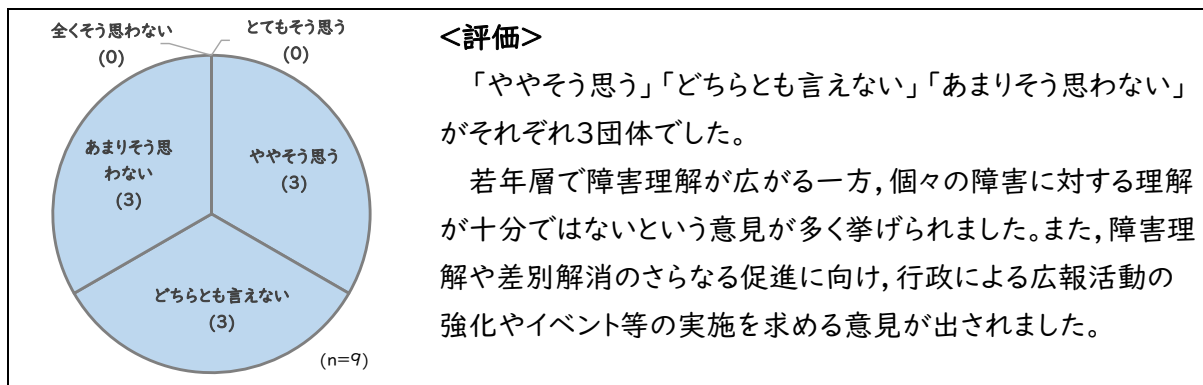 全くそう思わない
(0)
とてもそう思う
(0)
あまりそう思
わない
(3)
ややそう思う
(3)
どちらとも言えない
(3)
(n=9)
<評価>
「ややそう思う」「どちらとも言えない」「あまりそう思わない」
がそれぞれ3団体でした。
若年層で障害理解が広がる一方,個々の障害に対する理解
が十分ではないという意見が多く挙げられました。また,障害理
解や差別解消のさらなる促進に向け,行政による広報活動の
強化やイベント等の実施を求める意見が出されました。